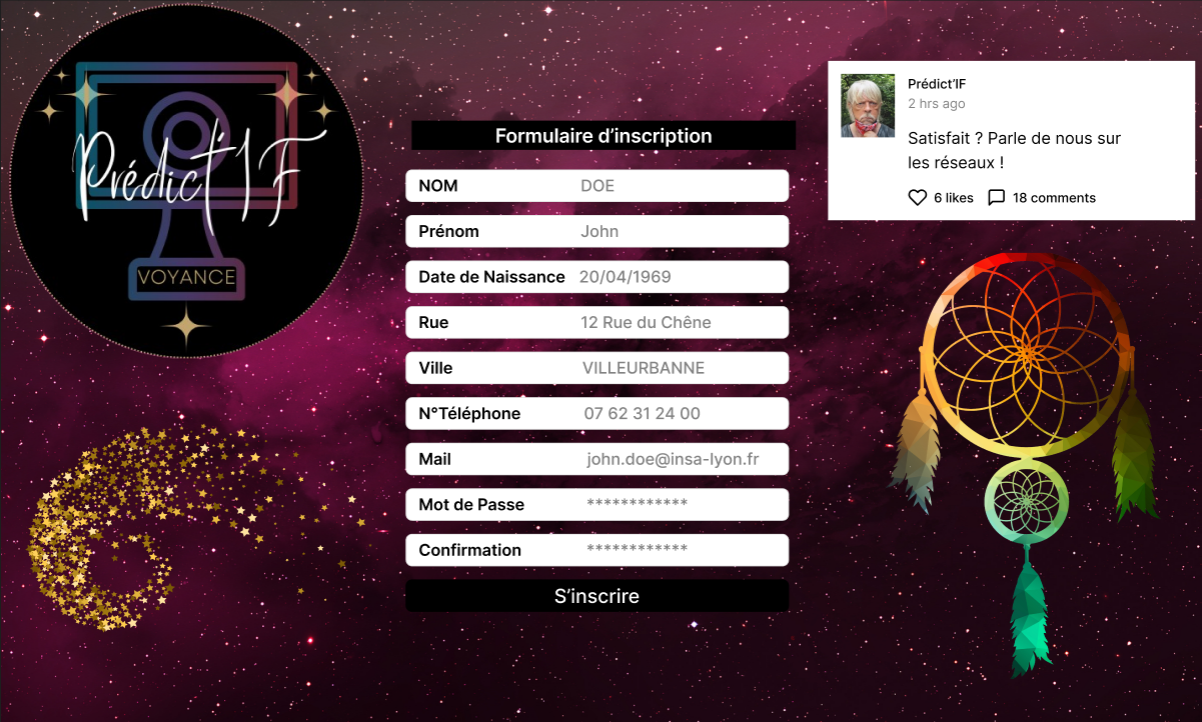 Prédict'IF
VOYANCE
Formulaire d'inscription
NOM DOE
Prénom John
Date de Naissance 20/04/1969
Rue 12 Rue du Chêne
Ville VILLEURBANNE
N°Téléphone 07 62 31 24 00
Mail john.doe@insa-lyon.fr
Mot de Passe ************
Confirmation ************
S'inscrire
Prédict'IF
2 hrs ago
Satisfait ? Parle de nous sur
les réseaux !
6 likes 18 comments